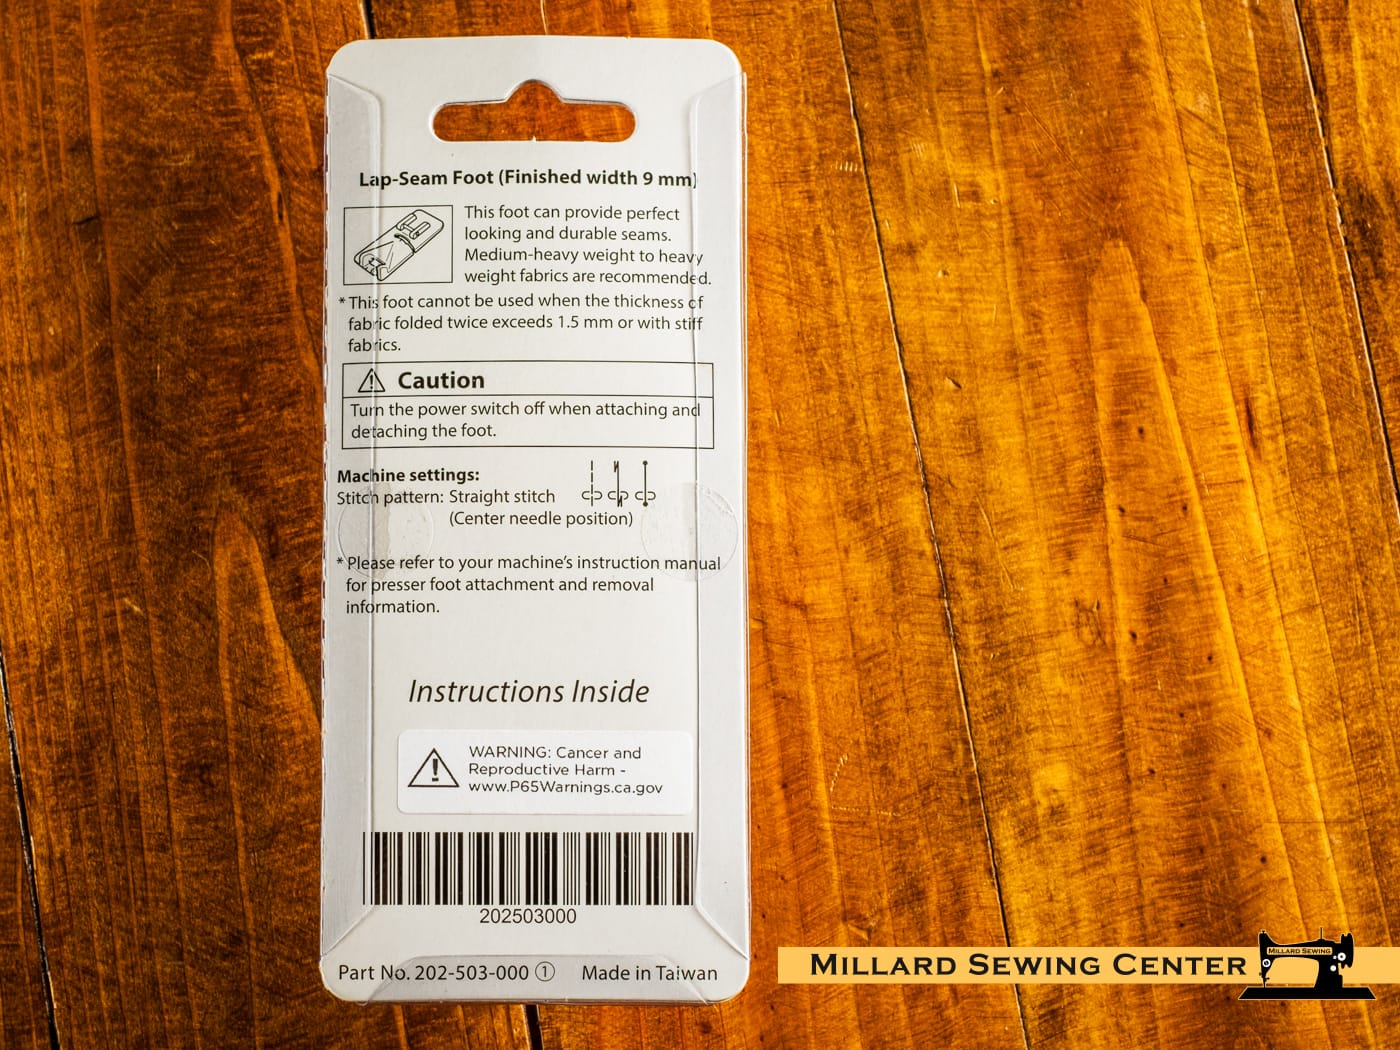 Lap-Seam Foot (Finished width 9 mm)
This foot can provide perfect
looking and durable seams.
Medium-heavy weight to heavy
weight fabrics are recommended.
* This foot cannot be used when the thickness of
fabric folded twice exceeds 1.5 mm or with stiff
fabrics.
Caution
Turn the power switch off when attaching and
detaching the foot.
Machine settings:
Stitch pattern: Straight stitch
(Center needle position)
* Please refer to your machine's instruction manual
for presser foot attachment and removal
information.
Instructions Inside
WARNING: Cancer and
Reproductive Harm -
www.P65Warnings.ca.gov
202503000
Part No. 202-503-000 ① Made in Taiwan
MILLARD SEWING CENTER
MILLARD SEWING